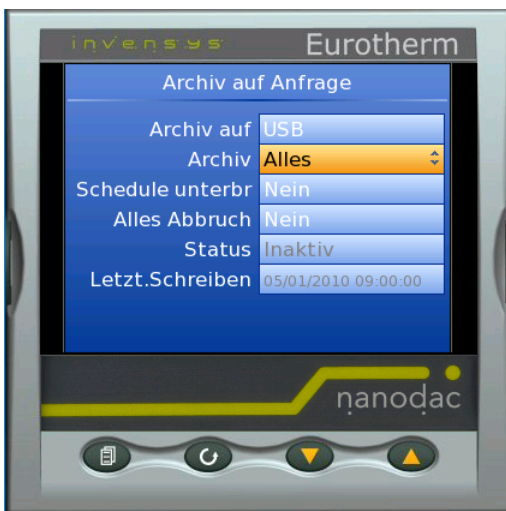 invensys Eurotherm
Archiv auf Anfrage
Archiv auf USB
Archiv Alles
Schedule unterbr Nein
Alles Abbruch Nein
Status Inaktiv
Letzt.Schreiben 05/01/2010 09:00:00
nanodac